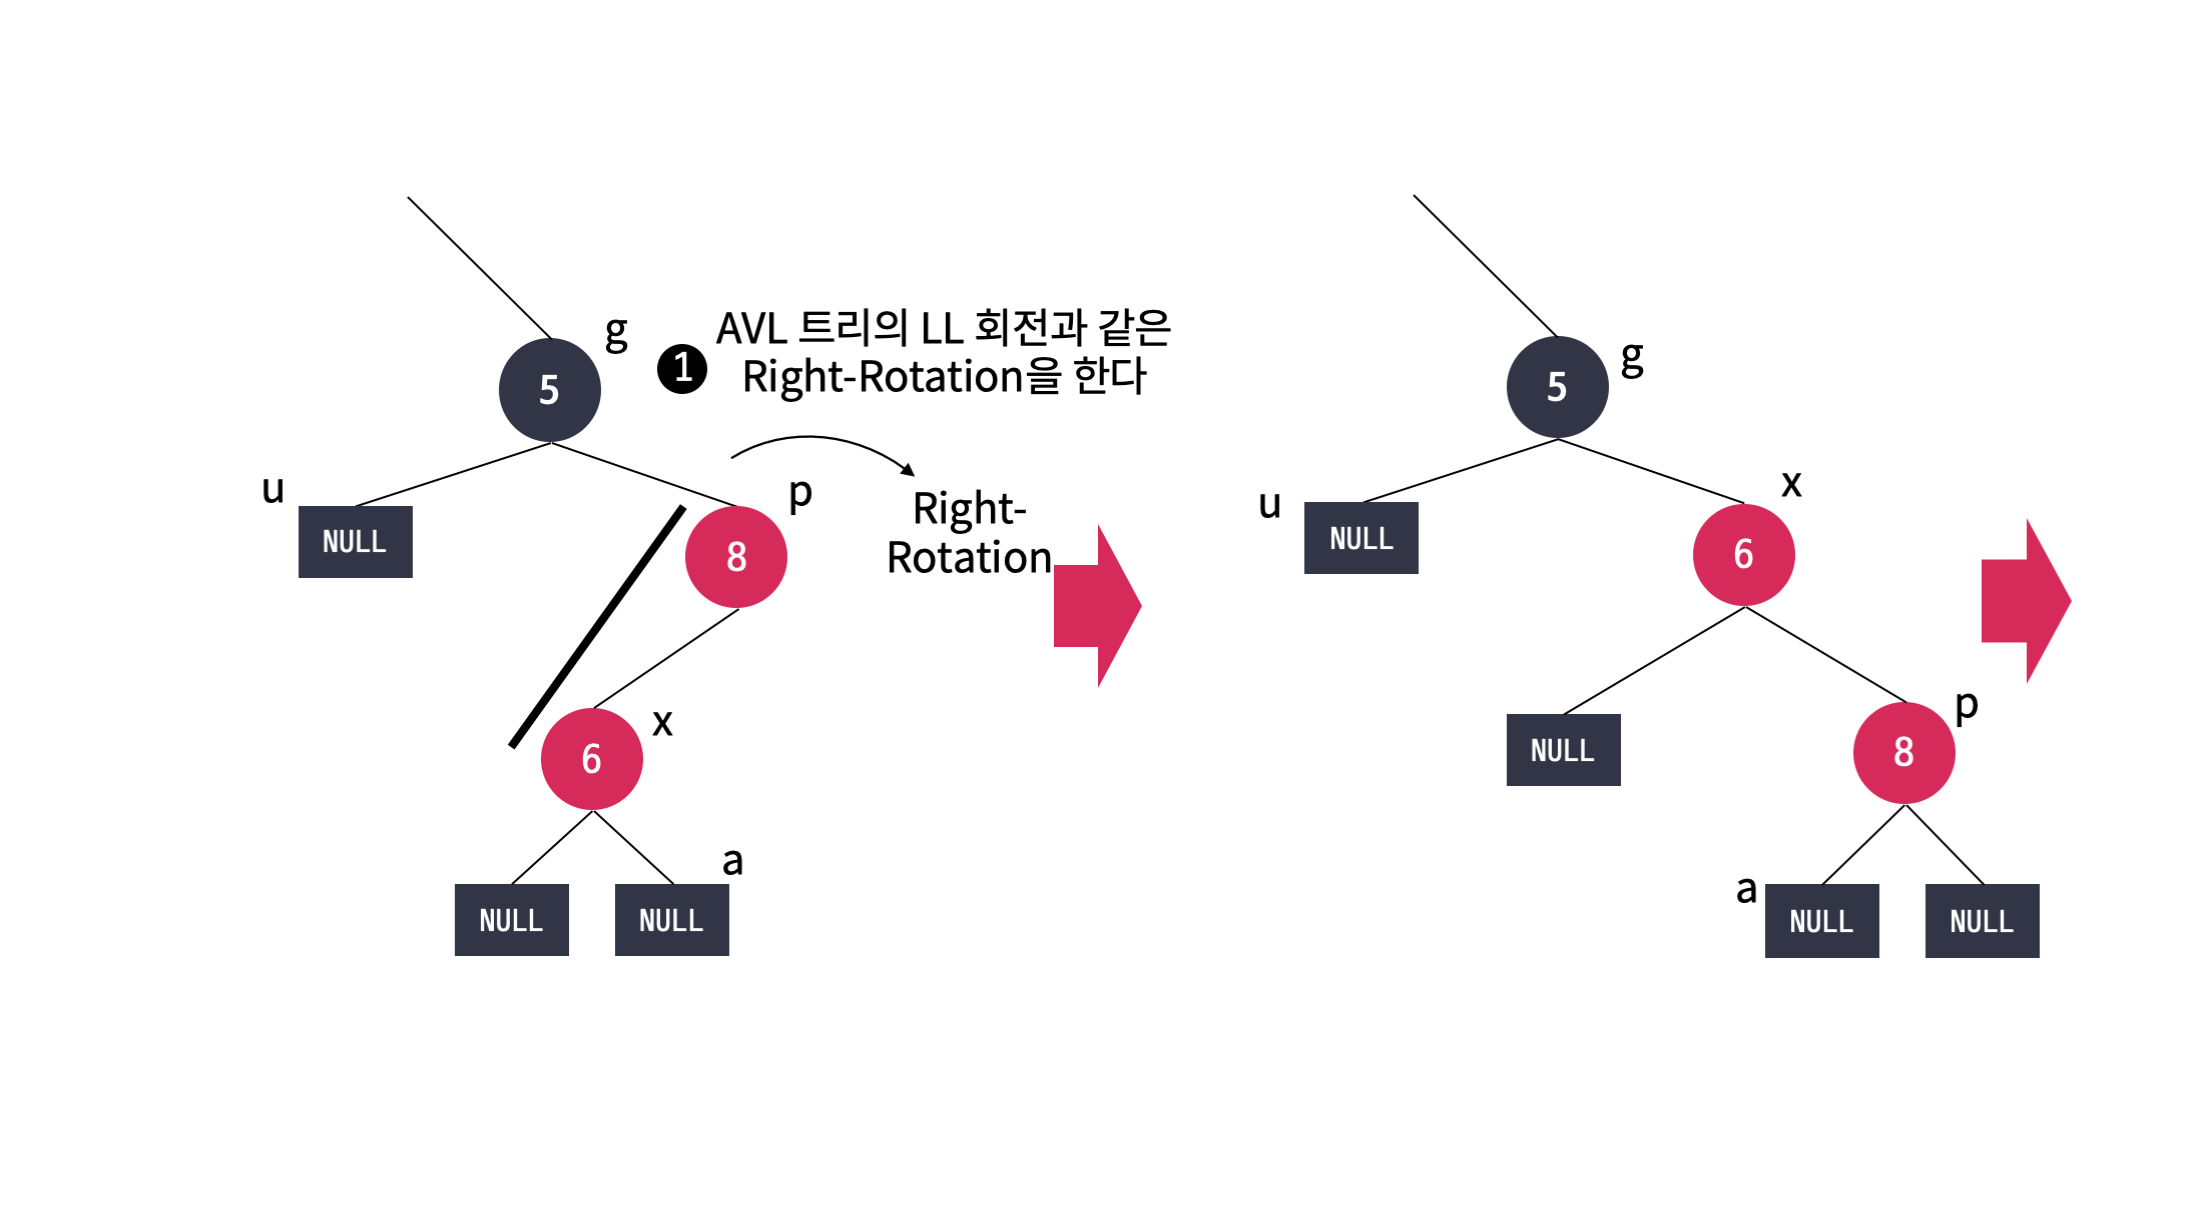 g
5
❶ AVL 트리의 LL 회전과 같은
Right-Rotation을 한다
u
NULL
p
8
Right-
Rotation
x
6
a
NULL
NULL
g
5
u
NULL
x
6
NULL
p
8
a
NULL
NULL